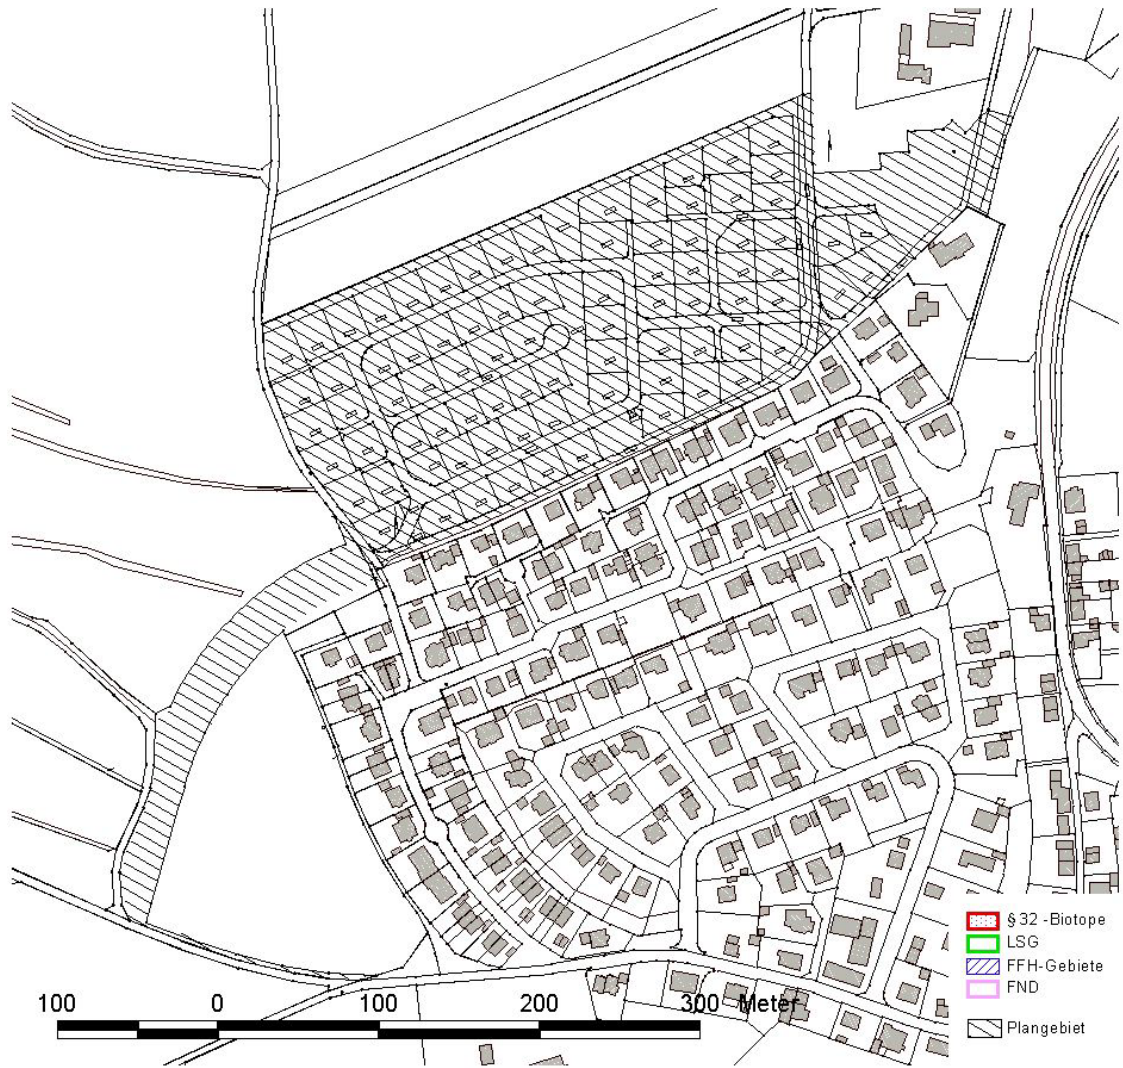 § 32 -Biotope
LSG
FFH-Gebiete
FND
Plangebiet
100 0 100 200 300 Meter